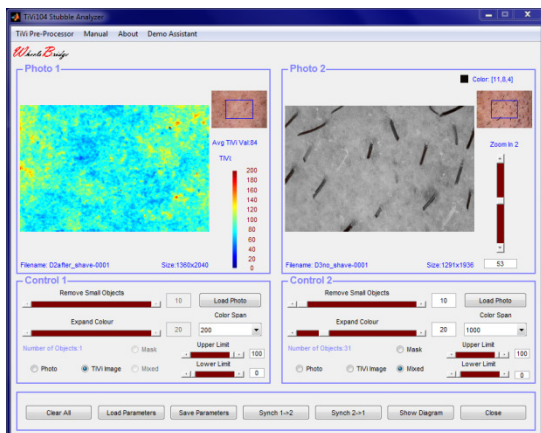 TiVi104 Stubble Analyzer
TiVi Pre-Processor Manual About Demo Assistant
WheelsBridge
Photo 1
Avg TiVi Val:84
TiVi
200
180
160
140
120
100
80
60
40
20
0
Filename: D2after_shave-0001 Size:1360x2040
Photo 2
Color: [11,8,4]
Zoom In 2
53
Filename: D3no_shave-0001 Size:1291x1936
Control 1
Remove Small Objects
10
Load Photo
Expand Colour
20
Color Span
200
Number of Objects:1
Mask
Upper Limit
100
Photo
TiVi Image
Mixed
Lower Limit
0
Control 2
Remove Small Objects
10
Load Photo
Expand Colour
20
Color Span
1000
Number of Objects:31
Mask
Upper Limit
100
Photo
TiVi Image
Mixed
Lower Limit
0
Clear All Load Parameters Save Parameters Synch 1->2 Synch 2->1 Show Diagram Close